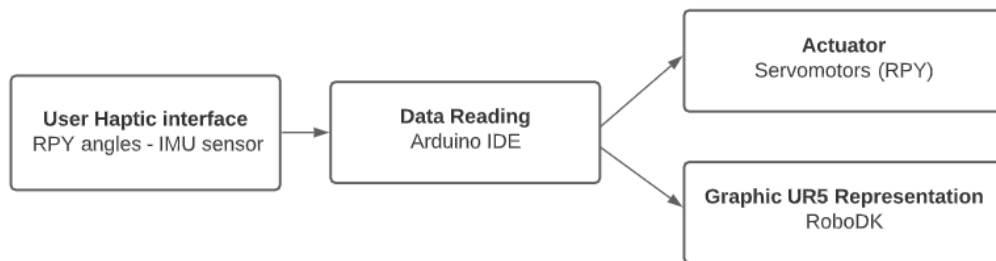 User Haptic interface
RPY angles - IMU sensor
Data Reading
Arduino IDE
Actuator
Servomotors (RPY)
Graphic UR5 Representation
RoboDK